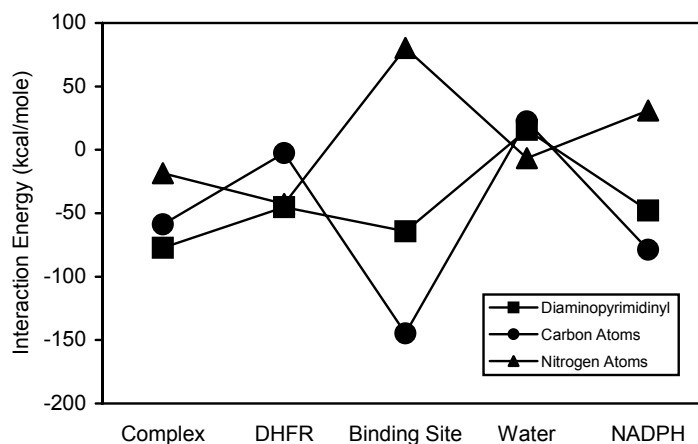 100
50
0
-50
-100
-150
-200
Interaction Energy (kcal/mole)
Diaminopyrimidinyl
Carbon Atoms
Nitrogen Atoms
Complex DHFR Binding Site Water NADPH